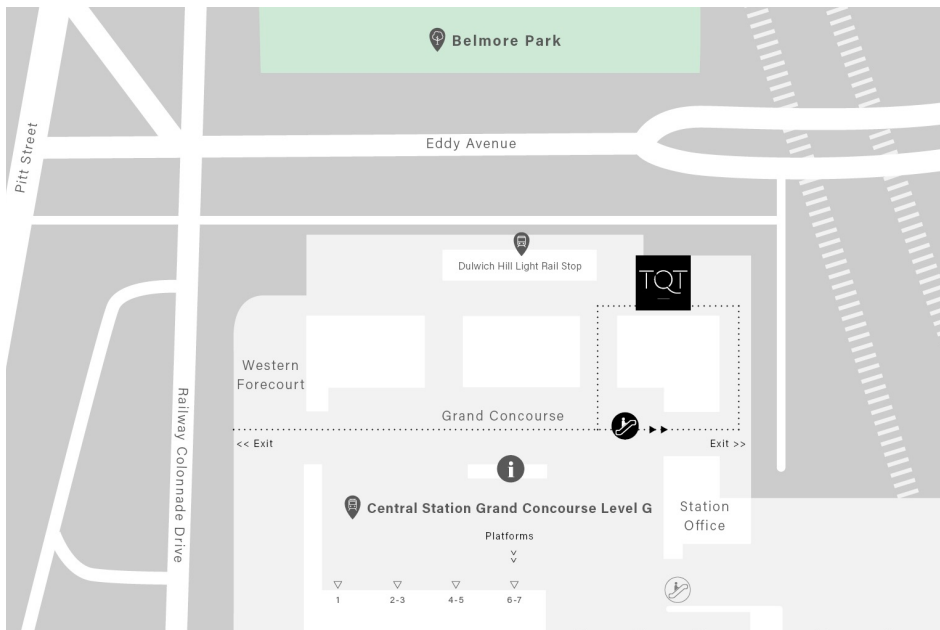 Belmore Park
Eddy Avenue
Pitt Street
Dulwich Hill Light Rail Stop
TQT
Western
Forecourt
Railway Colonnade Drive
Grand Concourse
<< Exit
Exit >>
i
Central Station Grand Concourse Level G
Station
Office
Platforms
1
2-3
4-5
6-7